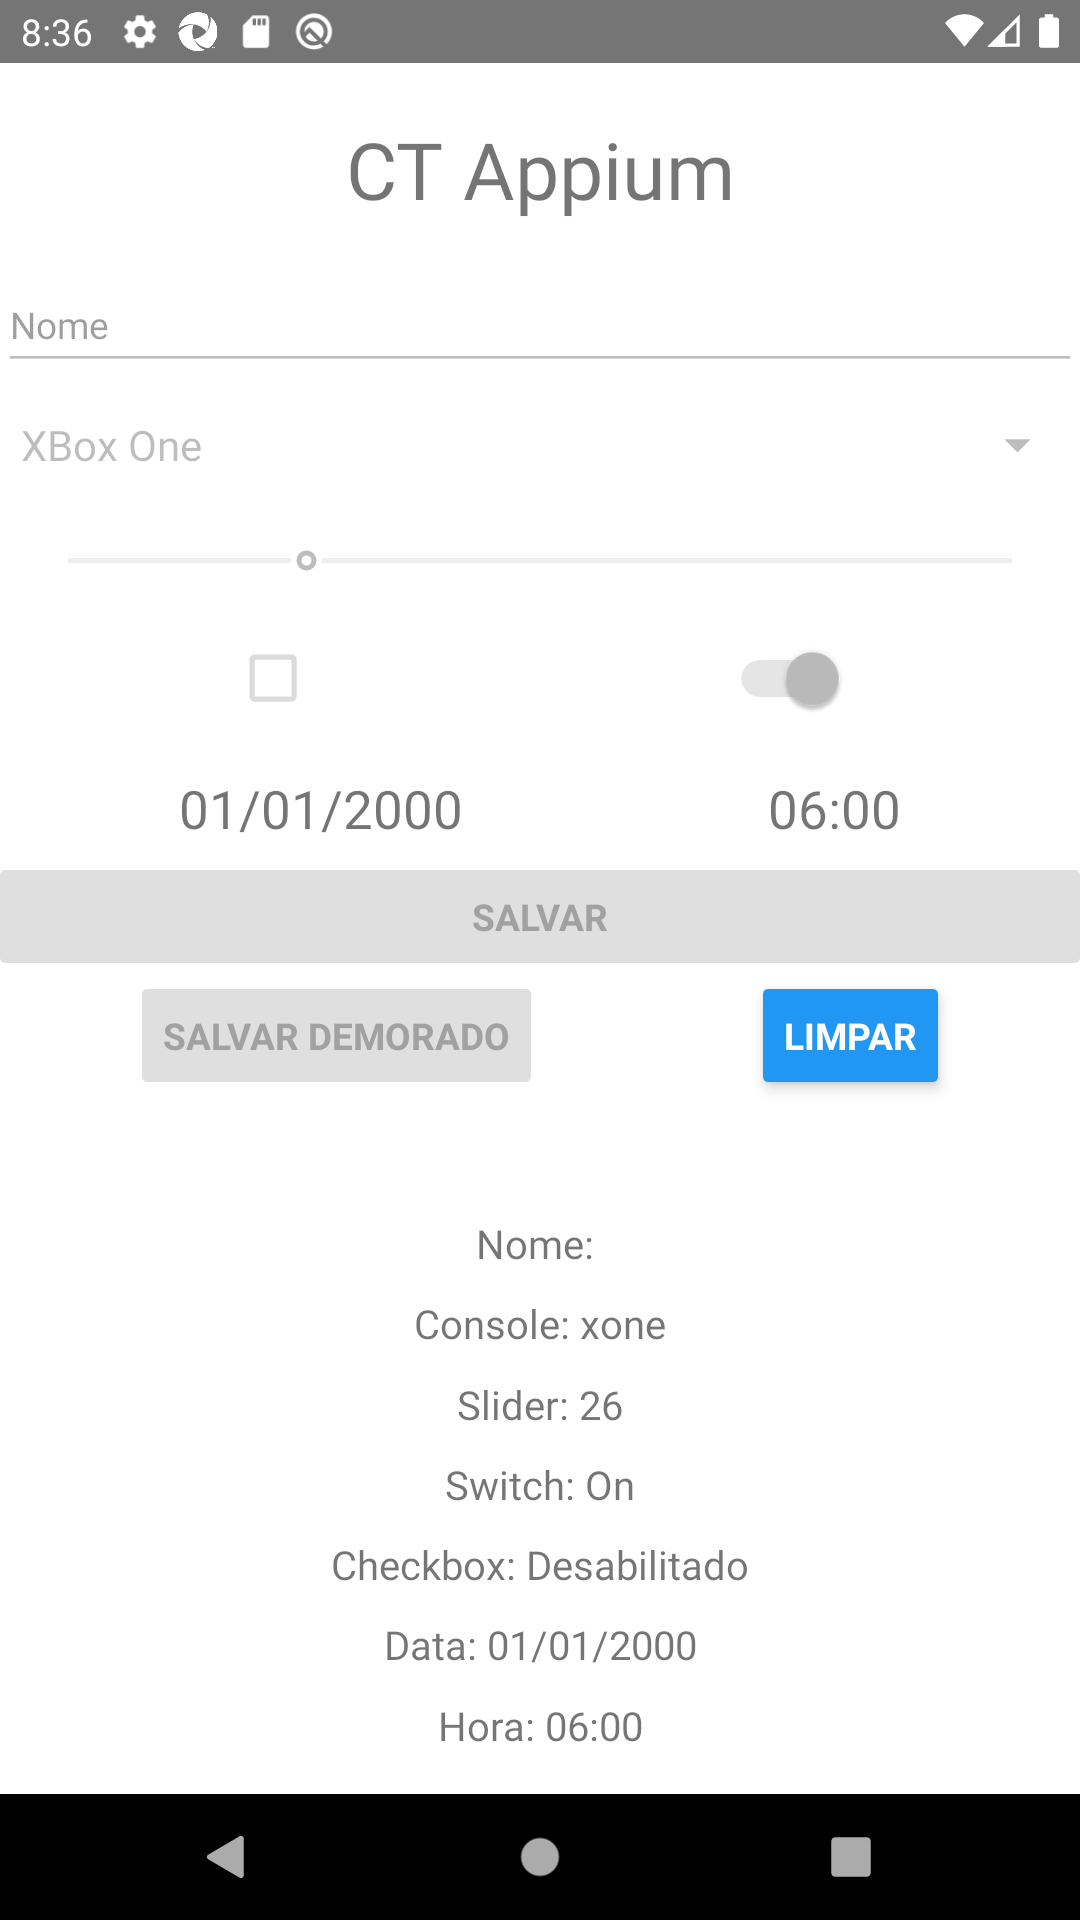 8:36
CT Appium
Nome
XBox One
01/01/2000 06:00
SALVAR
SALVAR DEMORADO LIMPAR
Nome:
Console: xone
Slider: 26
Switch: On
Checkbox: Desabilitado
Data: 01/01/2000
Hora: 06:00